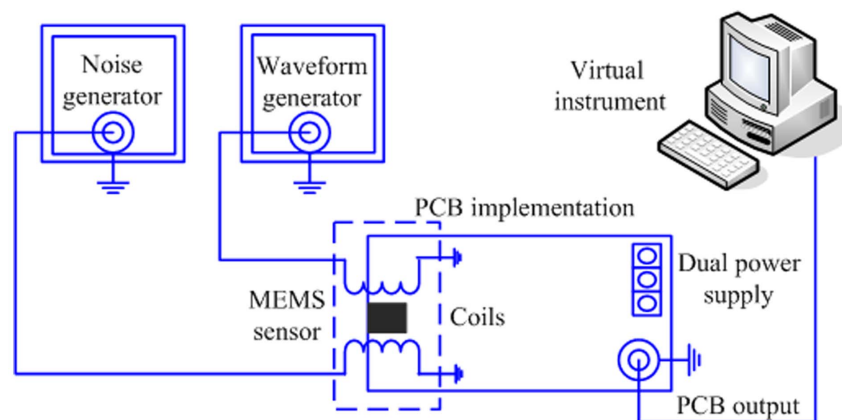 Noise
generator
Waveform
generator
Virtual
instrument
PCB implementation
MEMS
sensor
Coils
Dual power
supply
PCB output